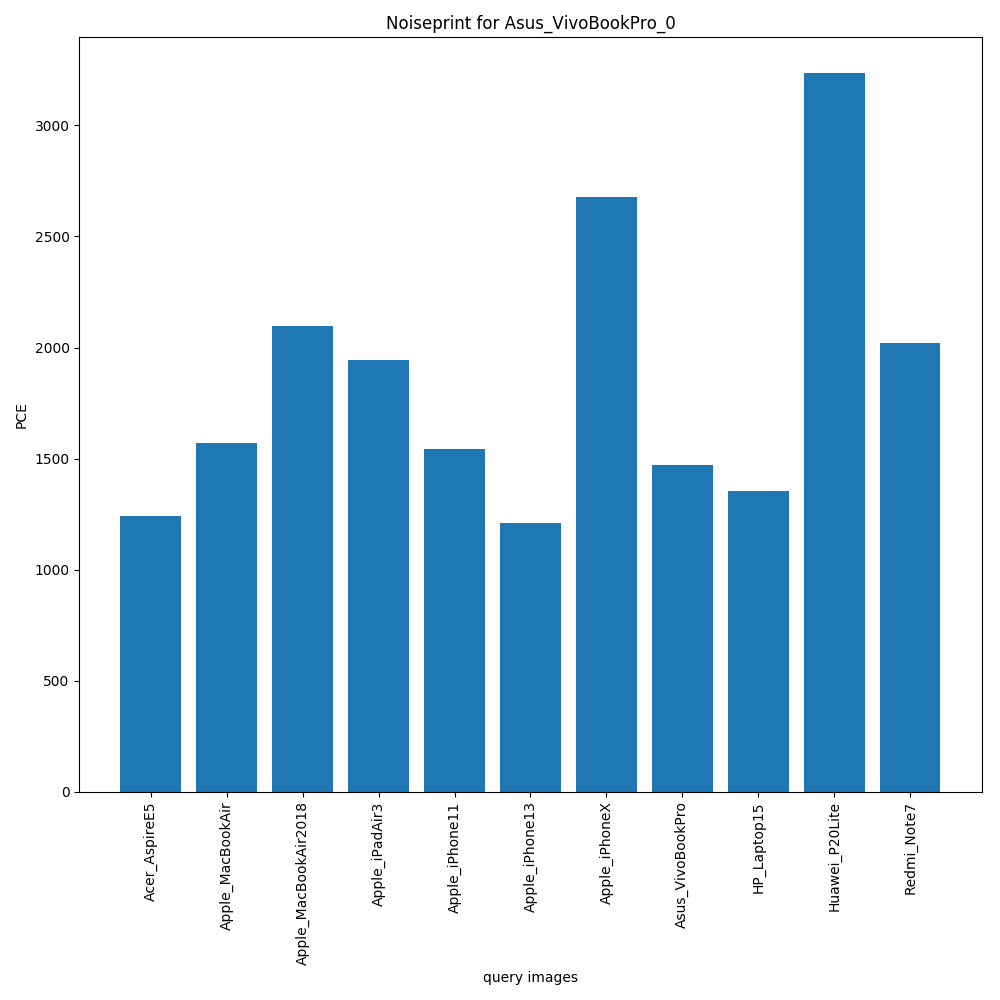 Noiseprint for Asus_VivoBookPro_0
PCE
3000
2500
2000
1500
1000
500
0
Acer_AspireE5
Apple_MacBookAir
Apple_MacBookAir2018
Apple_iPadAir3
Apple_iPhone11
Apple_iPhone13
Apple_iPhoneX
Asus_VivoBookPro
HP_Laptop15
Huawei_P20Lite
Redmi_Note7
query images